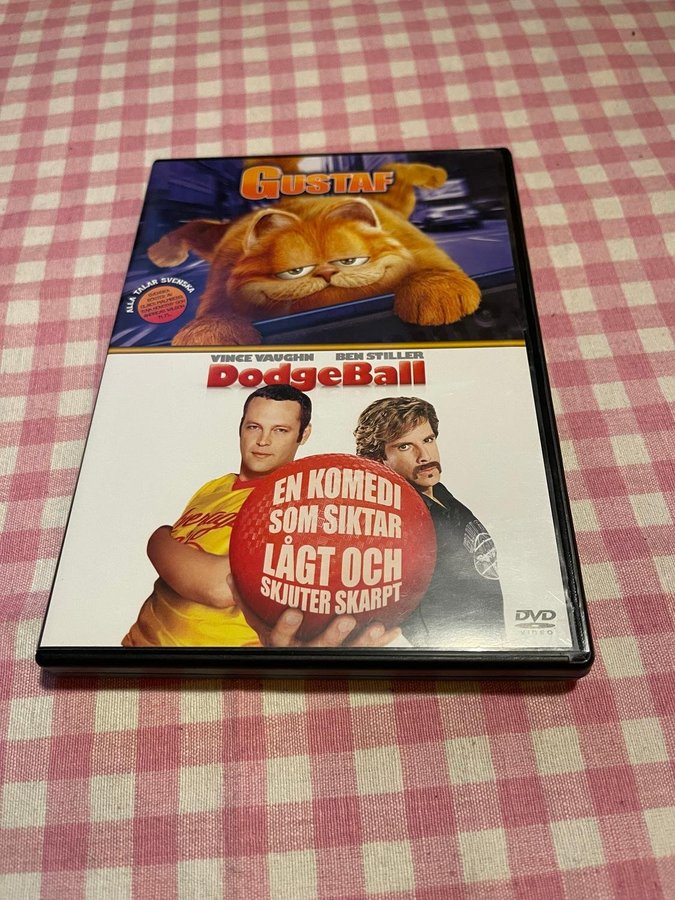 GUSTAF
ALLA TALAR SVENSKA
VINCE VAUGHN BEN STILLER
DodgeBall
EN KOMEDI
SOM SIKTAR
LÅGT OCH
SKJUTER SKARPT
DVD
VIDEO